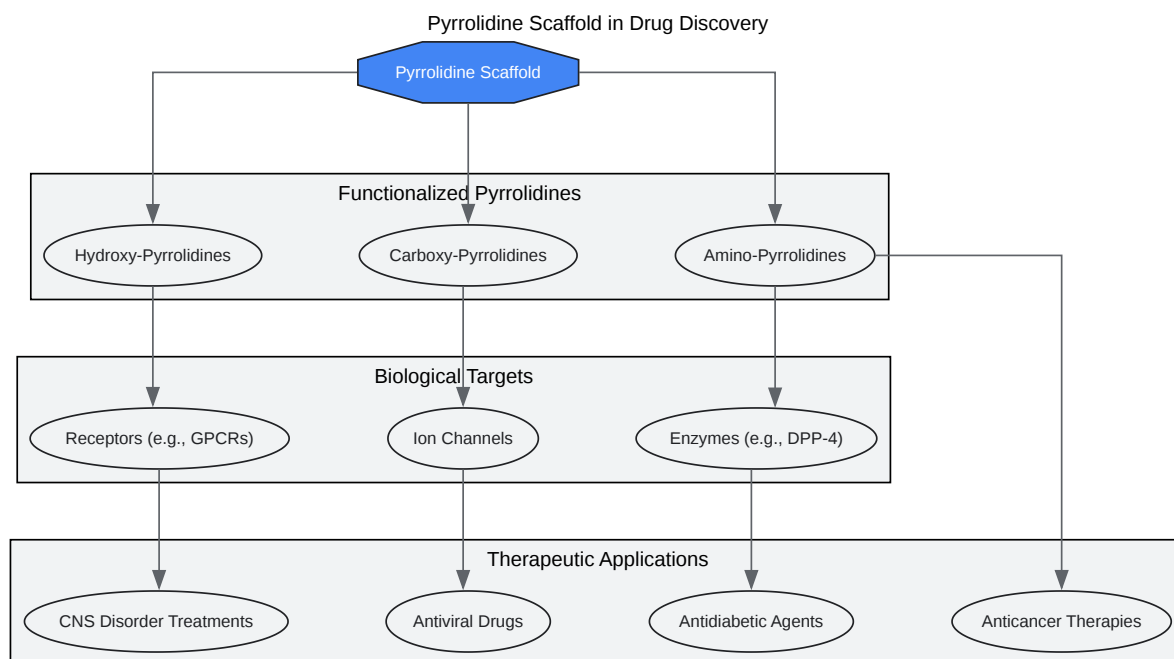 Pyrrolidine Scaffold in Drug Discovery
Pyrrolidine Scaffold
Functionalized Pyrrolidines
Hydroxy-Pyrrolidines
Carboxy-Pyrrolidines
Amino-Pyrrolidines
Biological Targets
Receptors (e.g., GPCRs)
Ion Channels
Enzymes (e.g., DPP-4)
Therapeutic Applications
CNS Disorder Treatments
Antiviral Drugs
Antidiabetic Agents
Anticancer Therapies